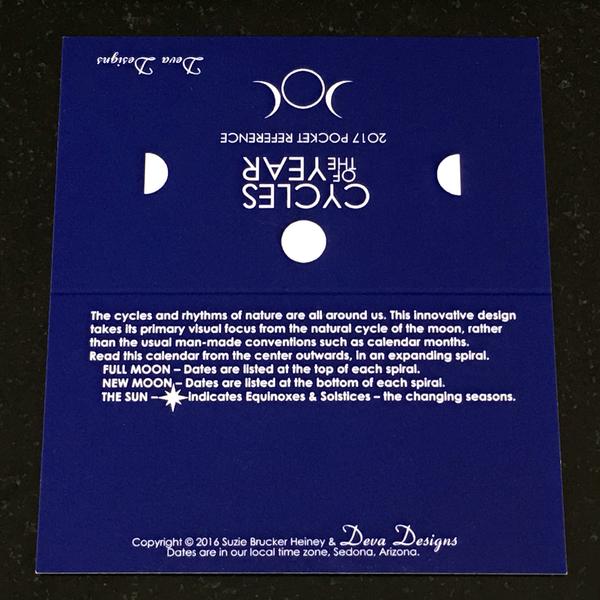 Deva Designs
2017 POCKET REFERENCE
CYCLES
OF THE
YEAR
The cycles and rhythms of nature are all around us. This innovative design
takes its primary visual focus from the natural cycle of the moon, rather
than the usual man-made conventions such as calendar months.
Read this calendar from the center outwards, in an expanding spiral.
FULL MOON – Dates are listed at the top of each spiral.
NEW MOON – Dates are listed at the bottom of each spiral.
THE SUN – Indicates Equinoxes & Solstices – the changing seasons.
Copyright © 2016 Suzie Brucker Heiney & Deva Designs
Dates are in our local time zone, Sedona, Arizona.